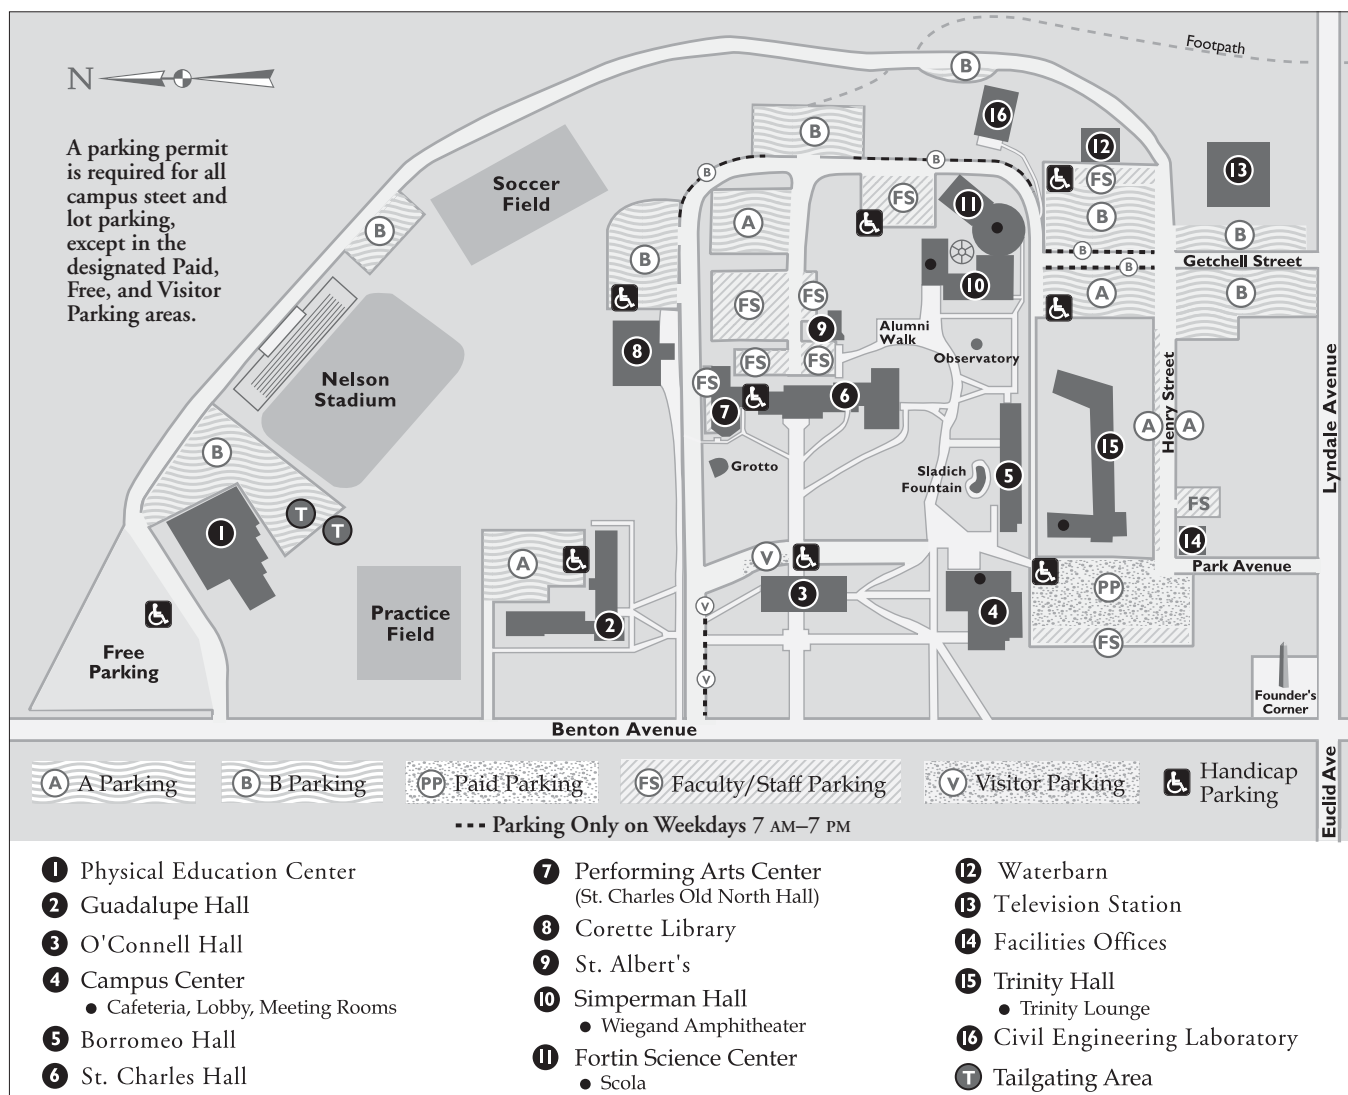 Footpath
B
N
16
A parking permit
is required for all
campus steet and
lot parking,
except in the
designated Paid,
Free, and Visitor
Parking areas.
B
12
13
B
B
FS
Soccer
Field
FS
11
B
A
B
B
B
B
Getchell Street
B
B
10
A
B
FS
FS
9
Alumni
Walk
8
Observatory
FS
FS
Nelson
Stadium
FS
7
6
Henry Street
Lyndale Avenue
A
A
15
B
Grotto
Sladich
Fountain
5
FS
T
T
1
14
A
V
Park Avenue
PP
3
4
Practice
Field
2
V
FS
Free
Parking
V
Founder's
Corner
Benton Avenue
Euclid Ave
A A Parking
B B Parking
PP Paid Parking
FS Faculty/Staff Parking
V Visitor Parking
Handicap
Parking
Parking Only on Weekdays 7 AM–7 PM
1 Physical Education Center
2 Guadalupe Hall
3 O'Connell Hall
4 Campus Center
• Cafeteria, Lobby, Meeting Rooms
5 Borromeo Hall
6 St. Charles Hall
7 Performing Arts Center
(St. Charles Old North Hall)
8 Corette Library
9 St. Albert's
10 Simperman Hall
• Wiegand Amphitheater
11 Fortin Science Center
• Scola
12 Waterbarn
13 Television Station
14 Facilities Offices
15 Trinity Hall
• Trinity Lounge
16 Civil Engineering Laboratory
T Tailgating Area